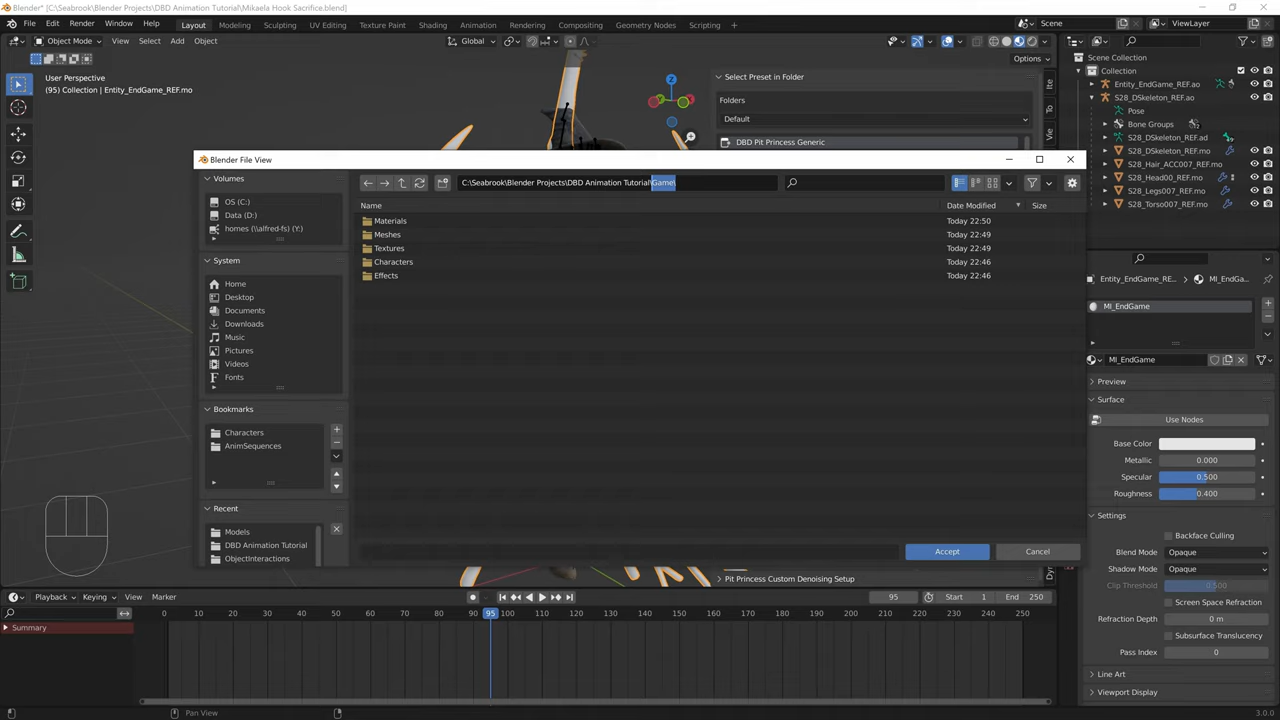 Blender* [C:\Seabrook\Blender Projects\DBD Animation Tutorial\Mikaela Hook Sacrifice.blend]
File Edit Render Window Help Layout Modeling Sculpting UV Editing Texture Paint Shading Animation Rendering Compositing Geometry Nodes Scripting + Scene ViewLayer
Object Mode View Select Add Object Global
Options
User Perspective
(95) Collection | Entity_EndGame_REF.mo
Select Preset in Folder
Folders
Default
DBD Pit Princess Generic
Scene Collection
Collection
Entity_EndGame_REF.ao
S28_DSkeleton_REF.ao
Pose
Bone Groups
S28_DSkeleton_REF.ad
S28_DSkeleton_REF.mo
S28_Hair_ACC007_REF.mo
S28_Head00_REF.mo
S28_Legs007_REF.mo
S28_Torso007_REF.mo
Blender File View
Volumes
OS (C:)
Data (D:)
homes (\\alfred-fs) (Y:)
System
Home
Desktop
Documents
Downloads
Music
Pictures
Videos
Fonts
Bookmarks
Characters
AnimSequences
Recent
Models
DBD Animation Tutorial
ObjectInteractions
C:\Seabrook\Blender Projects\DBD Animation Tutorial\Game\
Name Date Modified Size
Materials Today 22:50
Meshes Today 22:49
Textures Today 22:49
Characters Today 22:46
Effects Today 22:46
Accept Cancel
Pit Princess Custom Denoising Setup
Entity_EndGame_RE... MI_EndGa...
MI_EndGame
MI_EndGame
Preview
Surface
Use Nodes
Base Color
Metallic 0.000
Specular 0.500
Roughness 0.400
Settings
Backface Culling
Blend Mode Opaque
Shadow Mode Opaque
Clip Threshold 0.500
Screen Space Refraction
Refraction Depth 0 m
Subsurface Translucency
Pass Index 0
Line Art
Viewport Display
Playback Keying View Marker 95 Start 1 End 250
0 10 20 30 40 50 60 70 80 90 95 100 110 120 130 140 150 160 170 180 190 200 210 220 230 240 250
Summary
Pan View
3.0.0